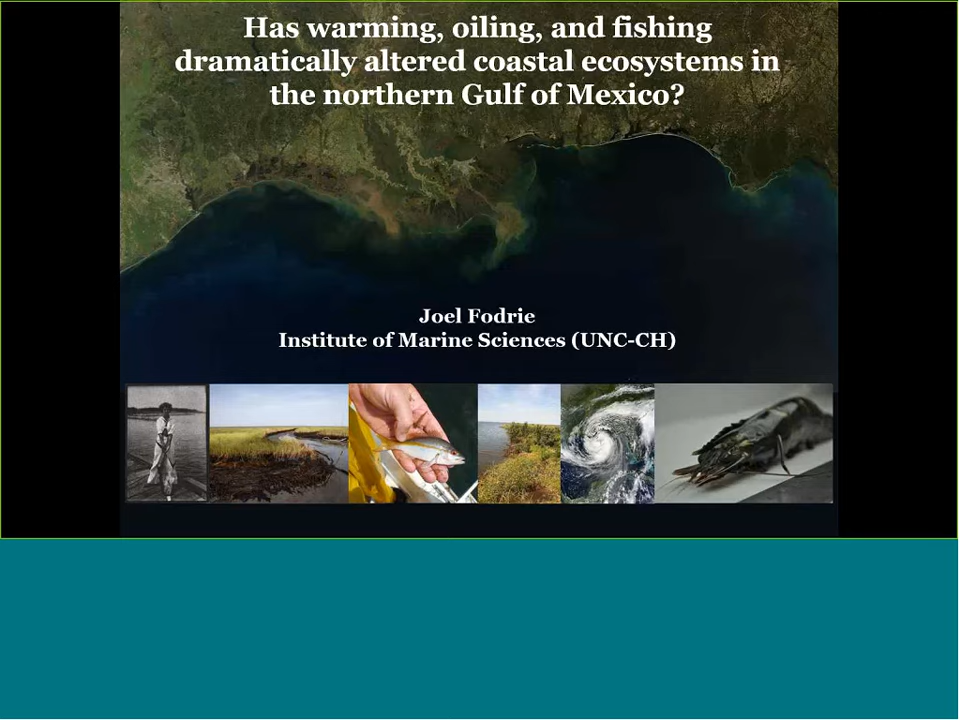 Has warming, oiling, and fishing
dramatically altered coastal ecosystems in
the northern Gulf of Mexico?
Joel Fodrie
Institute of Marine Sciences (UNC-CH)